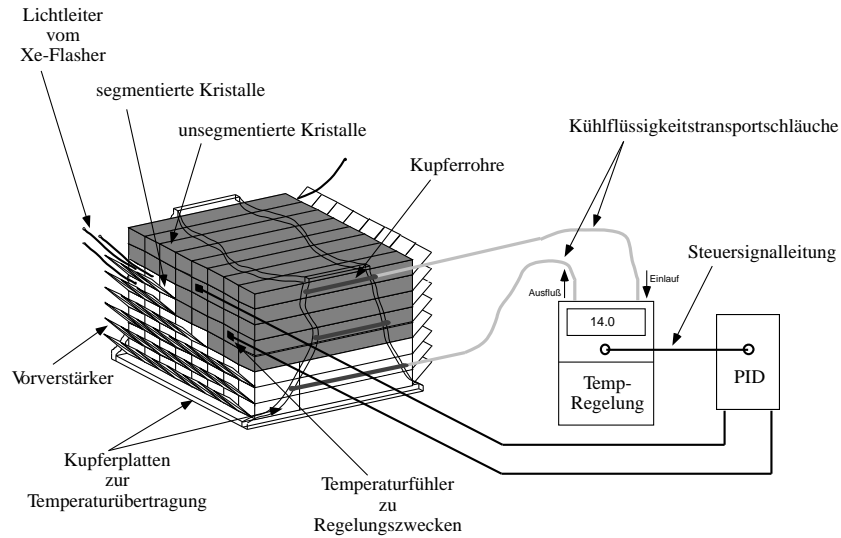 Lichtleiter
vom
Xe-Flasher
segmentierte Kristalle
unsegmentierte Kristalle
Kupferrohre
Kühlflüssigkeitstransportschläuche
Steuersignalleitung
Ausfluß
Einlauf
14.0
Temp-
Regelung
PID
Vorverstärker
Kupferplatten
zur
Temperaturübertragung
Temperaturfühler
zu
Regelungszwecken